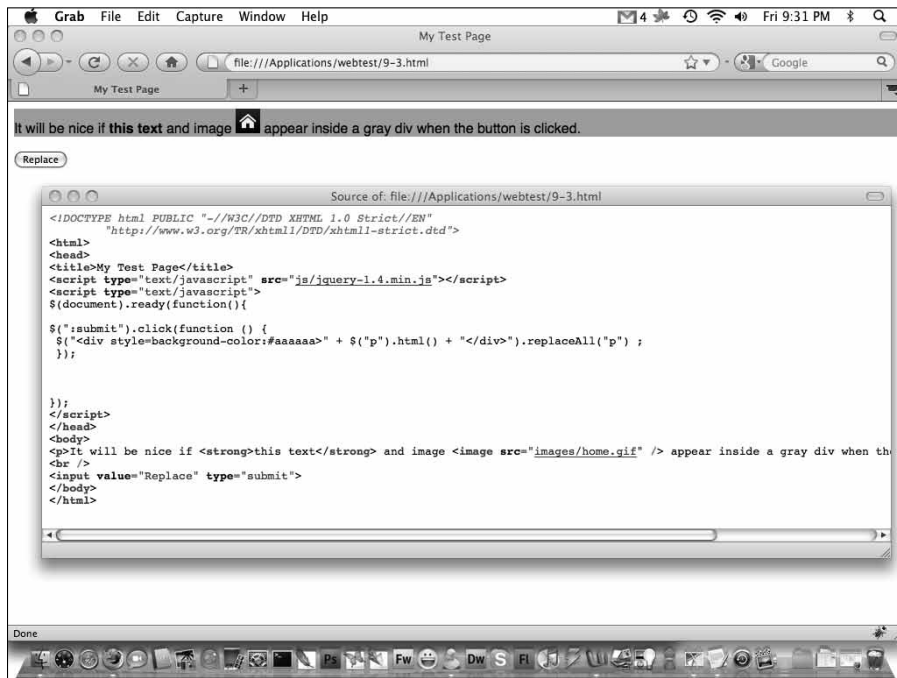 Grab File Edit Capture Window Help 4 Fri 9:31 PM
My Test Page
file:///Applications/webtest/9-3.html Google
My Test Page +
It will be nice if this text and image appear inside a gray div when the button is clicked.
Replace
Source of: file:///Applications/webtest/9-3.html
<!DOCTYPE html PUBLIC "-//W3C//DTD XHTML 1.0 Strict//EN"
"http://www.w3.org/TR/xhtml1/DTD/xhtml1-strict.dtd">
<html>
<head>
<title>My Test Page</title>
<script type="text/javascript" src="js/jquery-1.4.min.js"></script>
<script type="text/javascript">
$(document).ready(function(){
$(":submit").click(function () {
$("<div style=background-color:#aaaaaa>" + $("p").html() + "</div>").replaceAll("p") ;
});
});
</script>
</head>
<body>
<p>It will be nice if <strong>this text</strong> and image <image src="images/home.gif" /> appear inside a gray div when th
<br />
<input value="Replace" type="submit">
</body>
</html>
Done
Ps Fw Dw S Fl